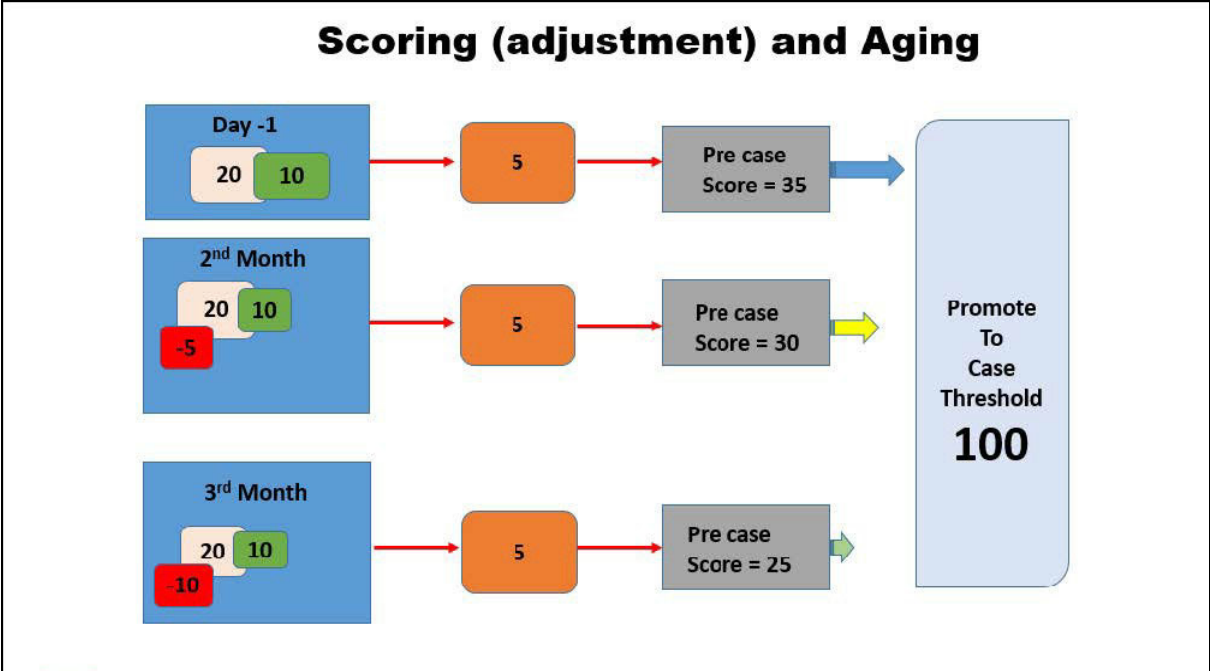 Scoring (adjustment) and Aging
Day -1
20
10
5
Pre case
Score = 35
2nd Month
20
10
-5
5
Pre case
Score = 30
3rd Month
20
10
-10
5
Pre case
Score = 25
Promote
To
Case
Threshold
100